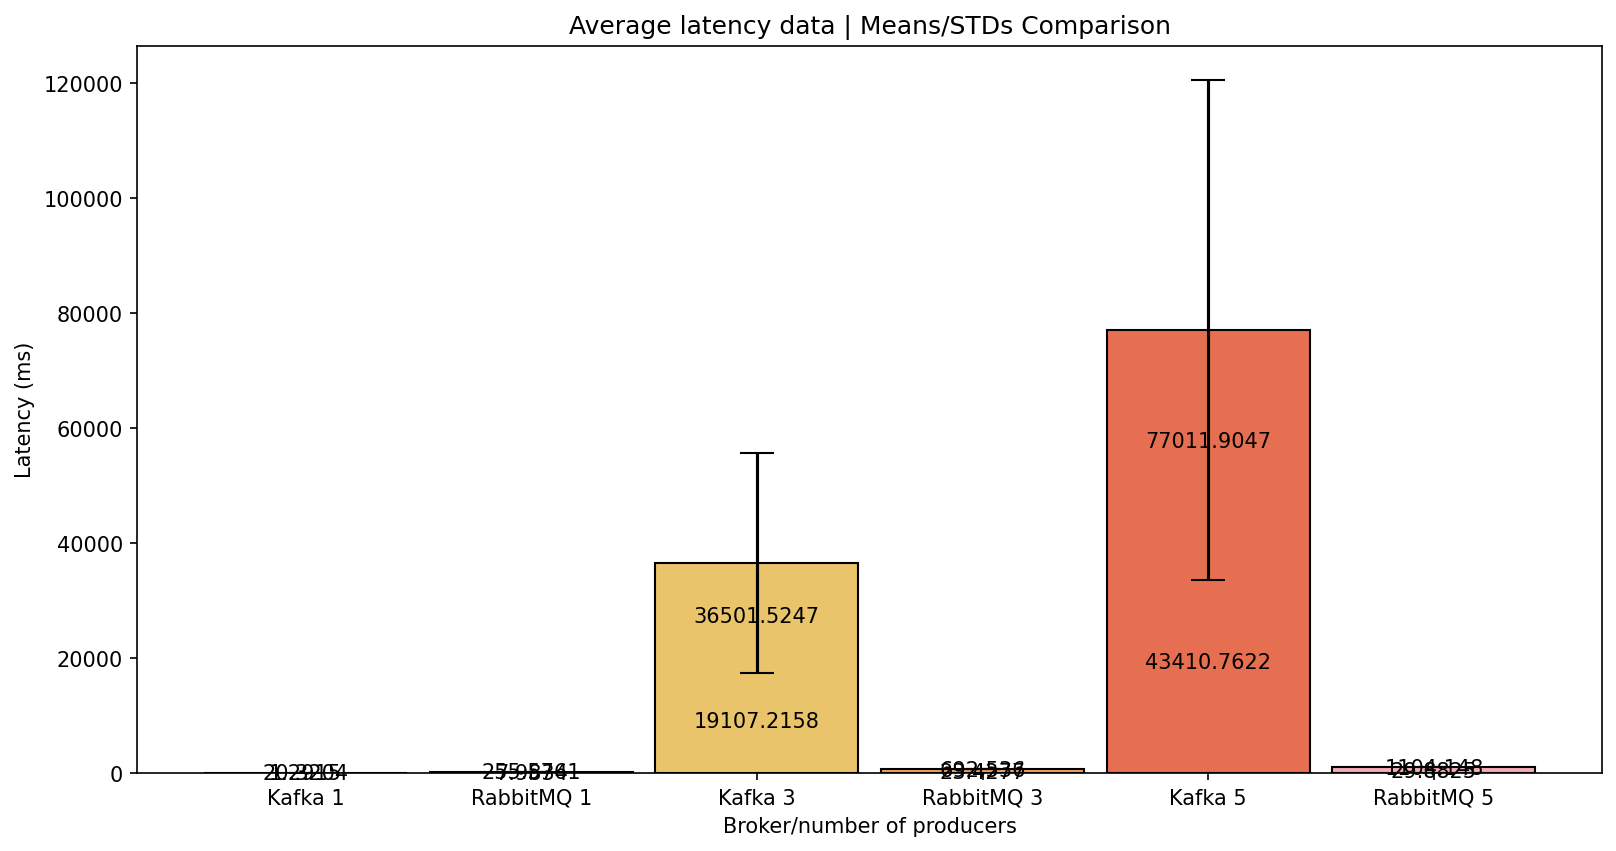 Average latency data | Means/STDs Comparison
Latency (ms)
120000
100000
80000
60000
40000
20000
0
77011.9047
43410.7622
36501.5247
19107.2158
1104.148
Kafka 1
RabbitMQ 1
Kafka 3
RabbitMQ 3
Kafka 5
RabbitMQ 5
Broker/number of producers